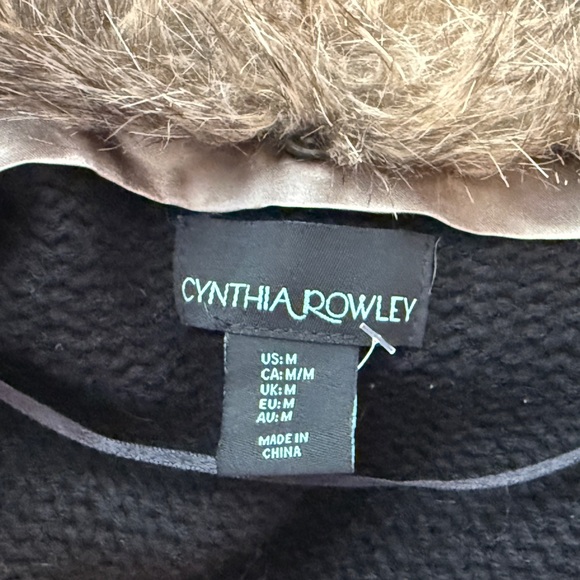 CYNTHIA ROWLEY
US: M
CA: M/M
UK: M
EU: M
AU: M
MADE IN
CHINA